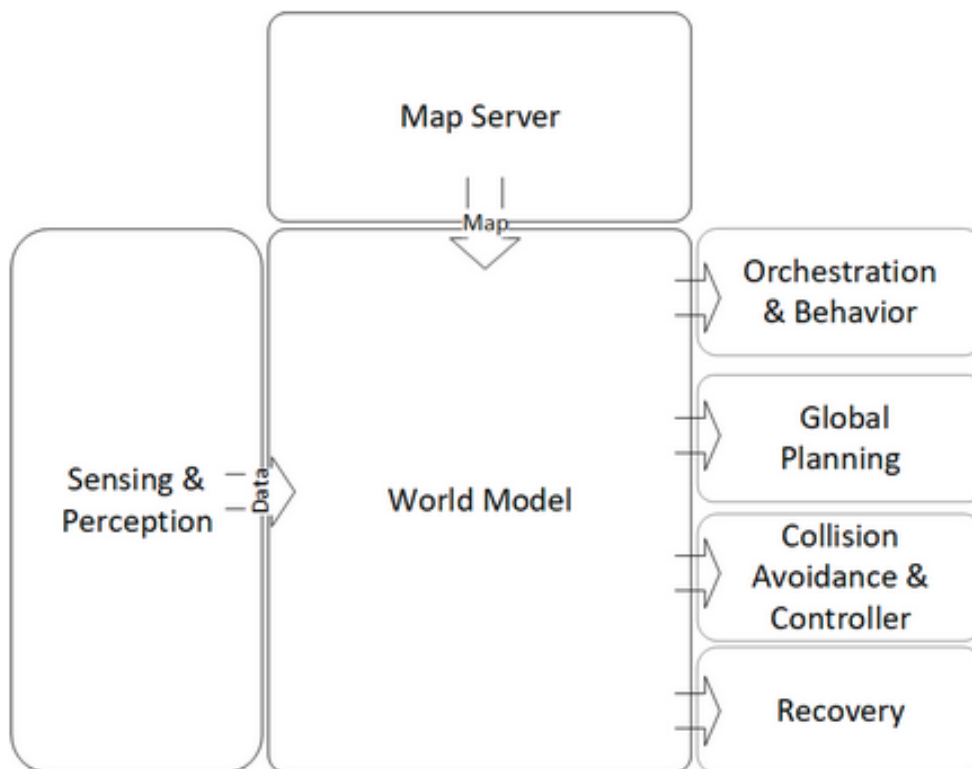 Map Server
Map
Sensing &
Perception
Data
World Model
Orchestration
& Behavior
Global
Planning
Collision
Avoidance &
Controller
Recovery